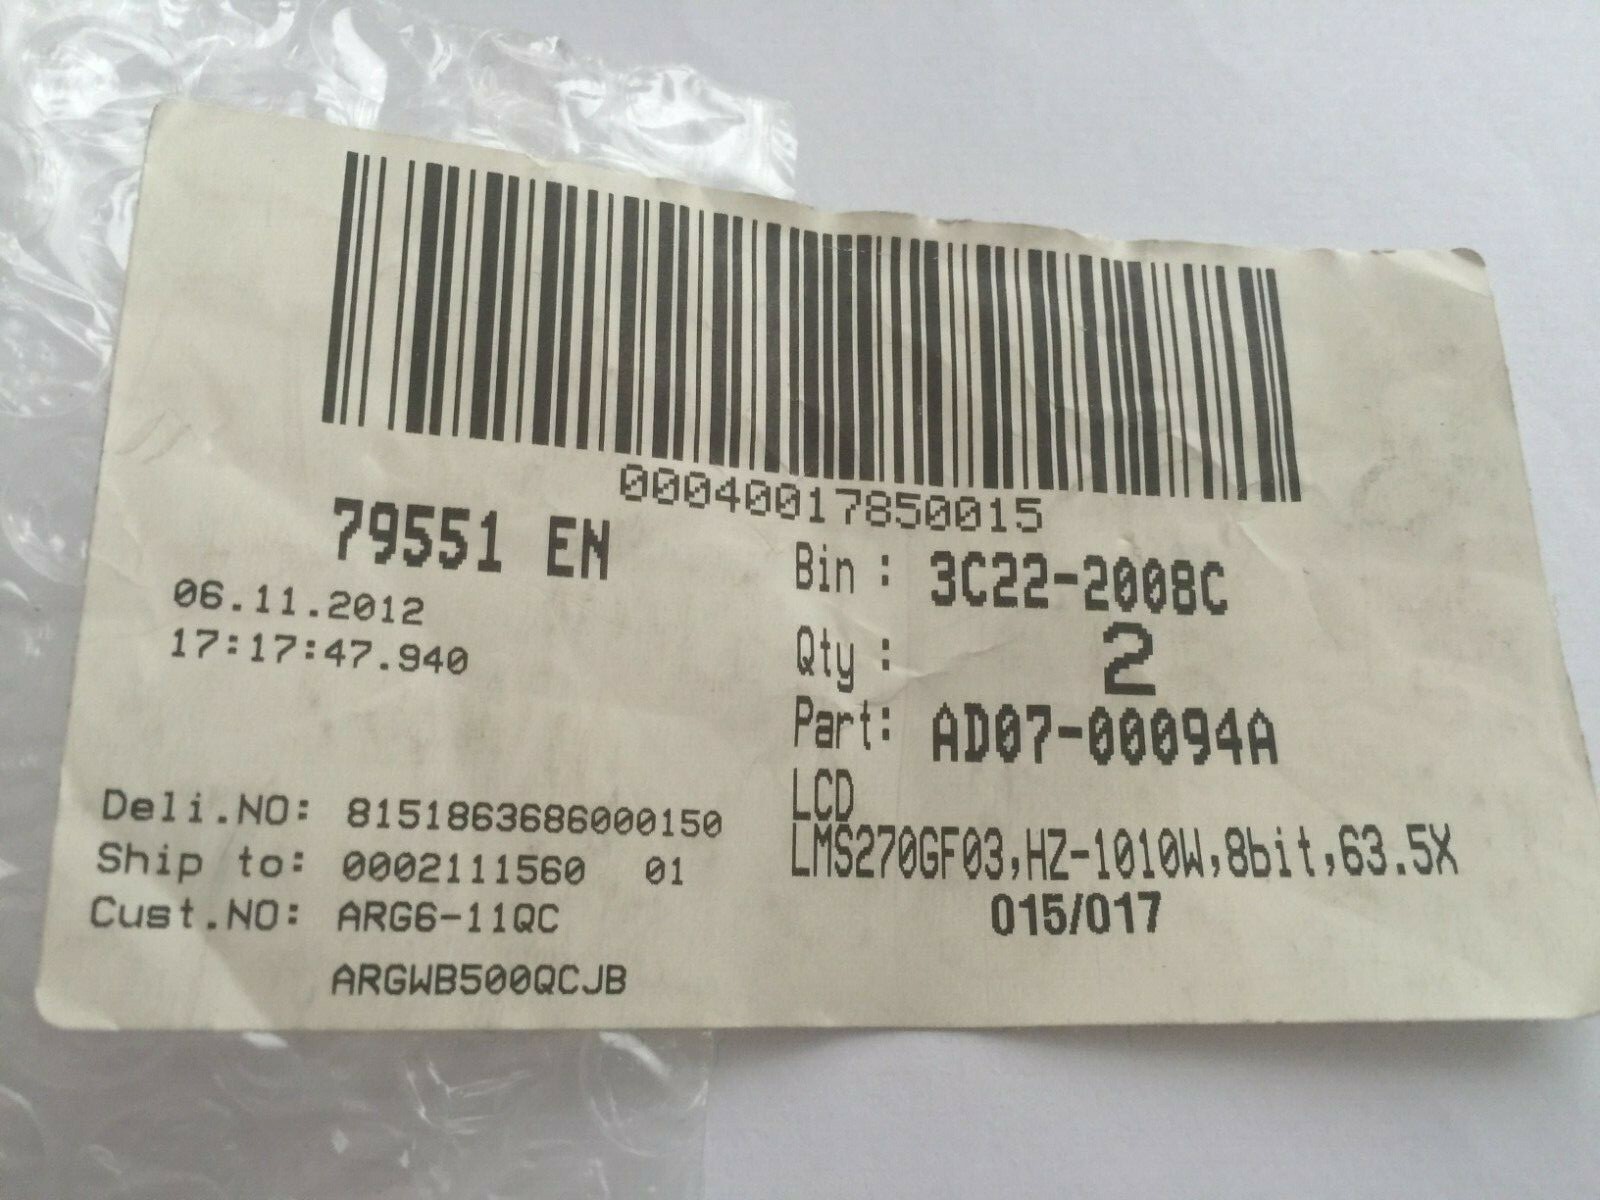 00040017850015
79551 EN
06.11.2012
17:17:47.940
Bin : 3C22-2008C
Qty : 2
Part: AD07-00094A
LCD
LMS270GF03,HZ-1010W,8bit,63.5X
015/017
Deli.NO: 8151863686000150
Ship to: 0002111560 01
Cust.NO: ARG6-11QC
ARGWB500QCJB